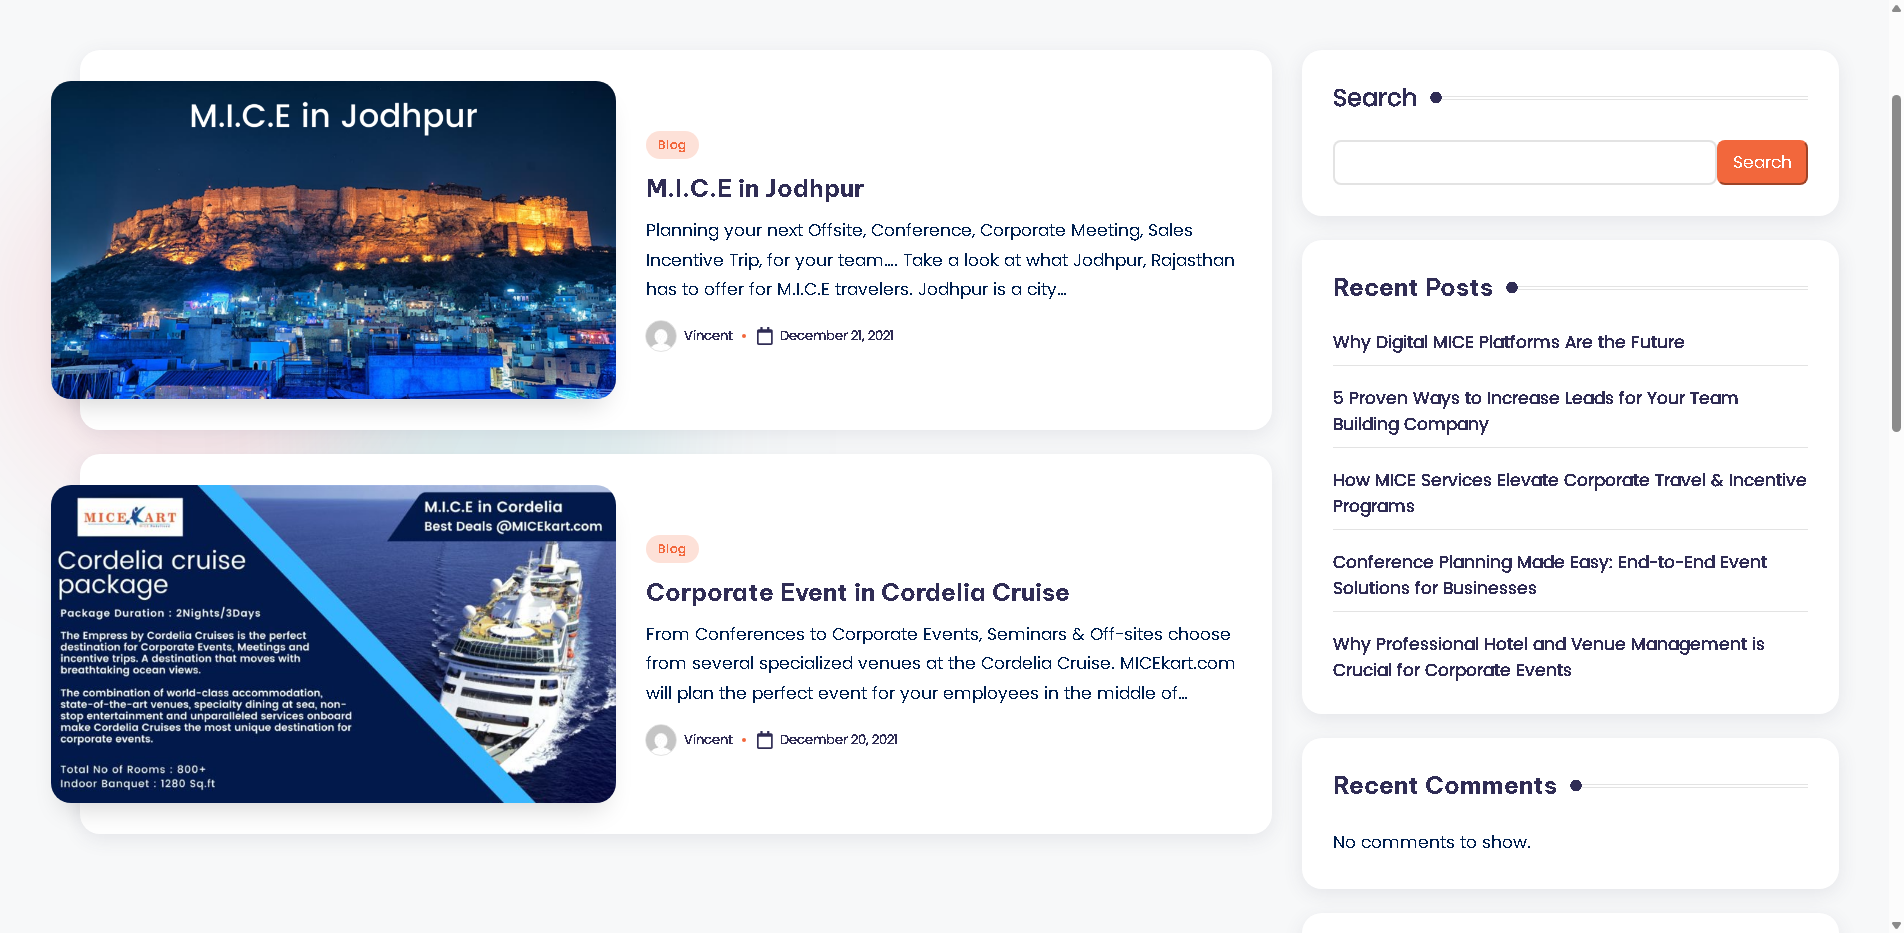 M.I.C.E in Jodhpur
Blog
M.I.C.E in Jodhpur
Planning your next Offsite, Conference, Corporate Meeting, Sales
Incentive Trip, for your team.... Take a look at what Jodhpur, Rajasthan
has to offer for M.I.C.E travelers. Jodhpur is a city...
Vincent • December 21, 2021
MICEKART
M.I.C.E in Cordelia
Best Deals @MICEkart.com
Cordelia cruise
package
Package Duration : 2Nights/3Days
The Empress by Cordelia Cruises is the perfect
destination for Corporate Events, Meetings and
incentive trips. A destination that moves with
breathtaking ocean views.
The combination of world-class accommodation,
state-of-the-art venues, specialty dining at sea, non-
stop entertainment and unparalleled services onboard
make Cordelia Cruises the most unique destination for
corporate events.
Total No of Rooms : 800+
Indoor Banquet : 1280 Sq.ft
Blog
Corporate Event in Cordelia Cruise
From Conferences to Corporate Events, Seminars & Off-sites choose
from several specialized venues at the Cordelia Cruise. MICEkart.com
will plan the perfect event for your employees in the middle of...
Vincent • December 20, 2021
Search
Search
Recent Posts
Why Digital MICE Platforms Are the Future
5 Proven Ways to Increase Leads for Your Team
Building Company
How MICE Services Elevate Corporate Travel & Incentive
Programs
Conference Planning Made Easy: End-to-End Event
Solutions for Businesses
Why Professional Hotel and Venue Management is
Crucial for Corporate Events
Recent Comments
No comments to show.